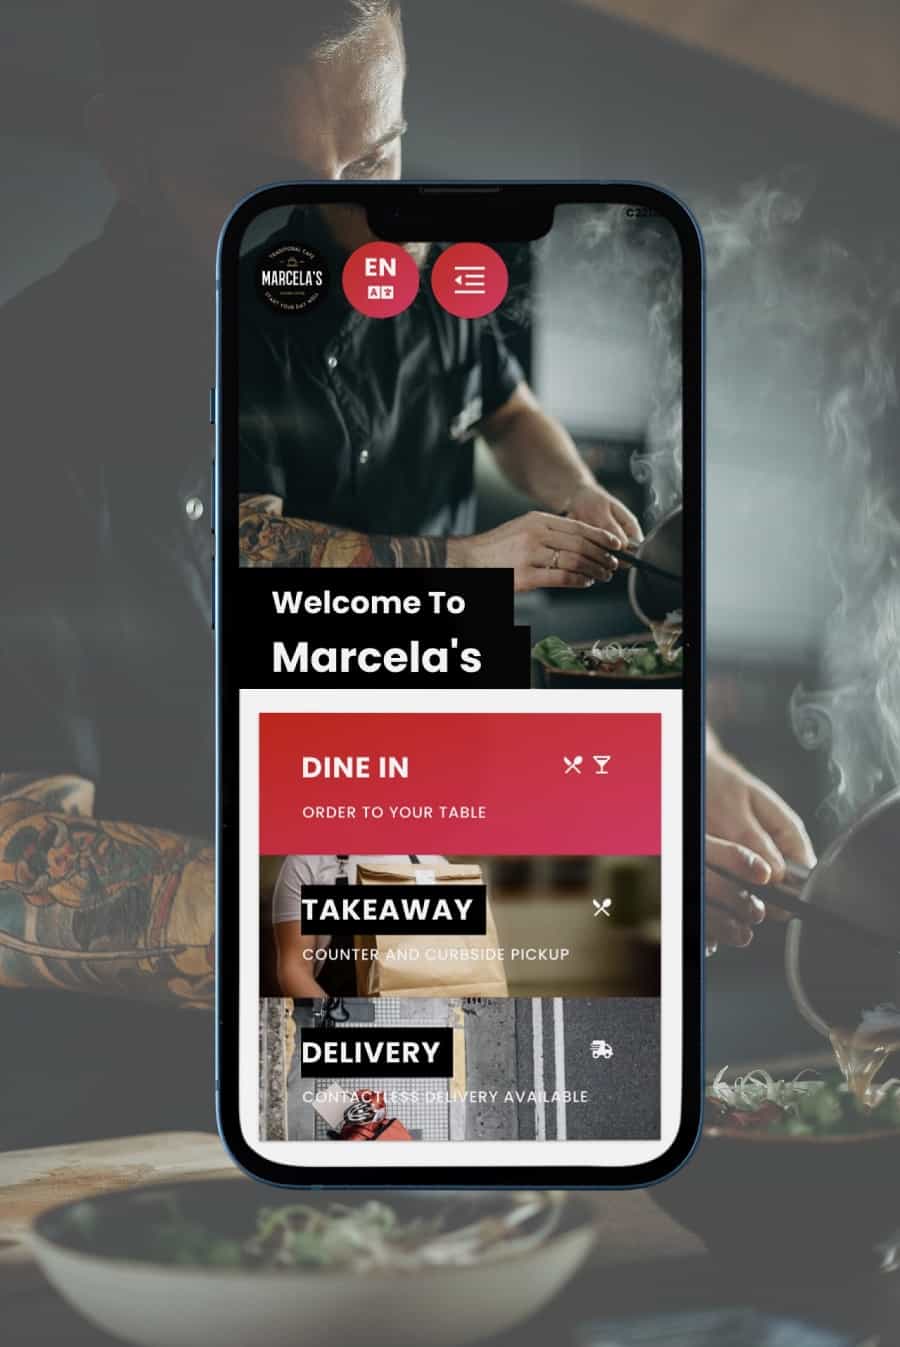 TRADITIONAL CAFE
MARCELA'S
START YOUR DAY WELL
EN
Welcome To
Marcela's
DINE IN
ORDER TO YOUR TABLE
TAKEAWAY
COUNTER AND CURBSIDE PICKUP
DELIVERY
CONTACTLESS DELIVERY AVAILABLE